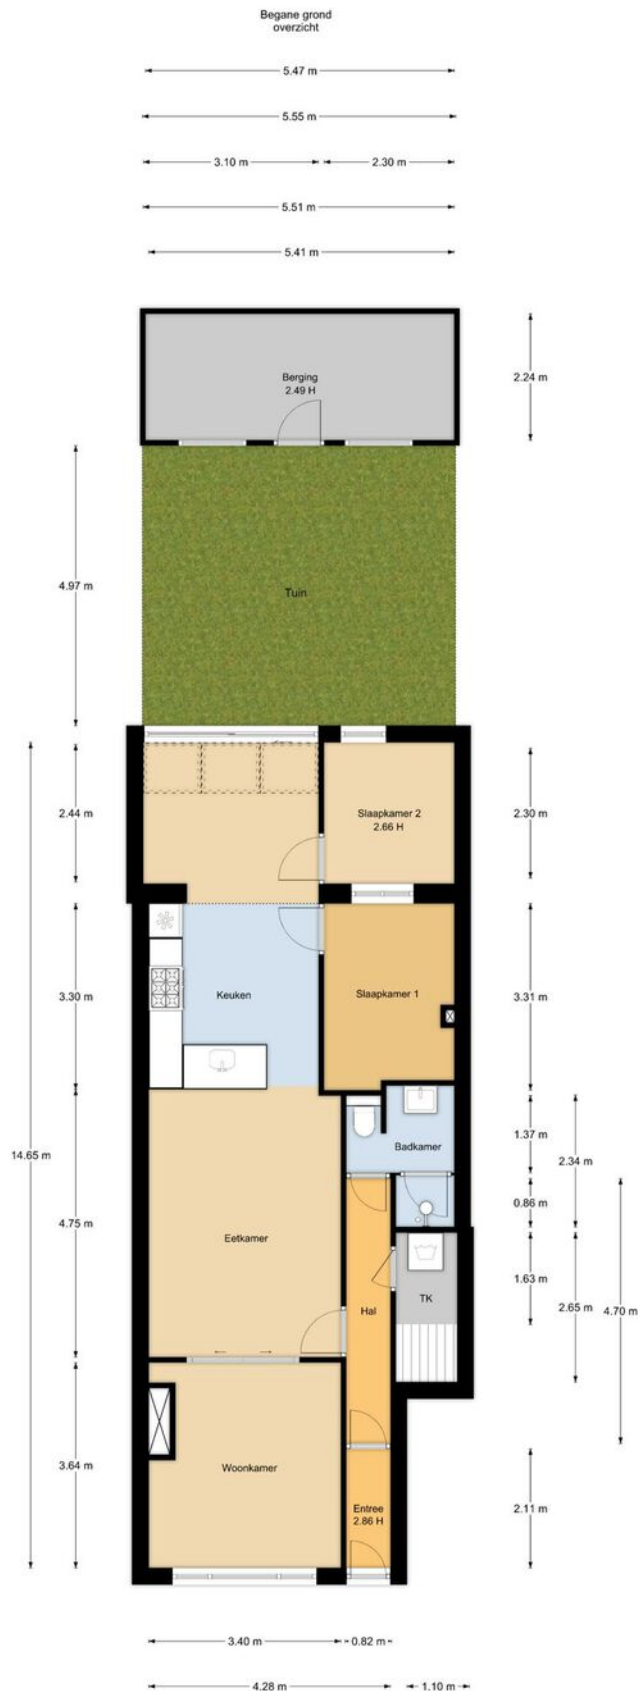 Begane grond
overzicht
5.47 m
5.55 m
3.10 m 2.30 m
5.51 m
5.41 m
Berging
2.49 H
2.24 m
4.97 m
Tuin
2.44 m
Slaapkamer 2
2.66 H
2.30 m
3.30 m
Keuken
Slaapkamer 1
3.31 m
14.65 m
1.37 m
Badkamer
2.34 m
0.86 m
4.75 m
Eetkamer
1.63 m
TK
2.65 m
Hal
4.70 m
3.64 m
Woonkamer
Entree
2.86 H
2.11 m
3.40 m 0.82 m
4.28 m 1.10 m